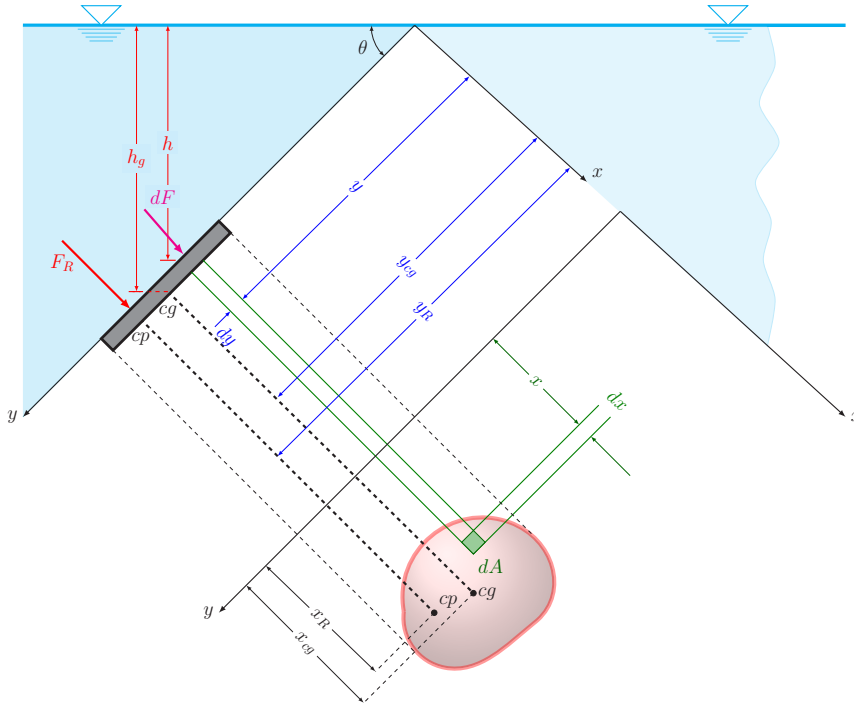 θ
h
h_g
dF
F_R
x
y
y_cg
y_R
cg
cp
dy
x
dx
y
dA
cp
cg
y
x_R
x_cg